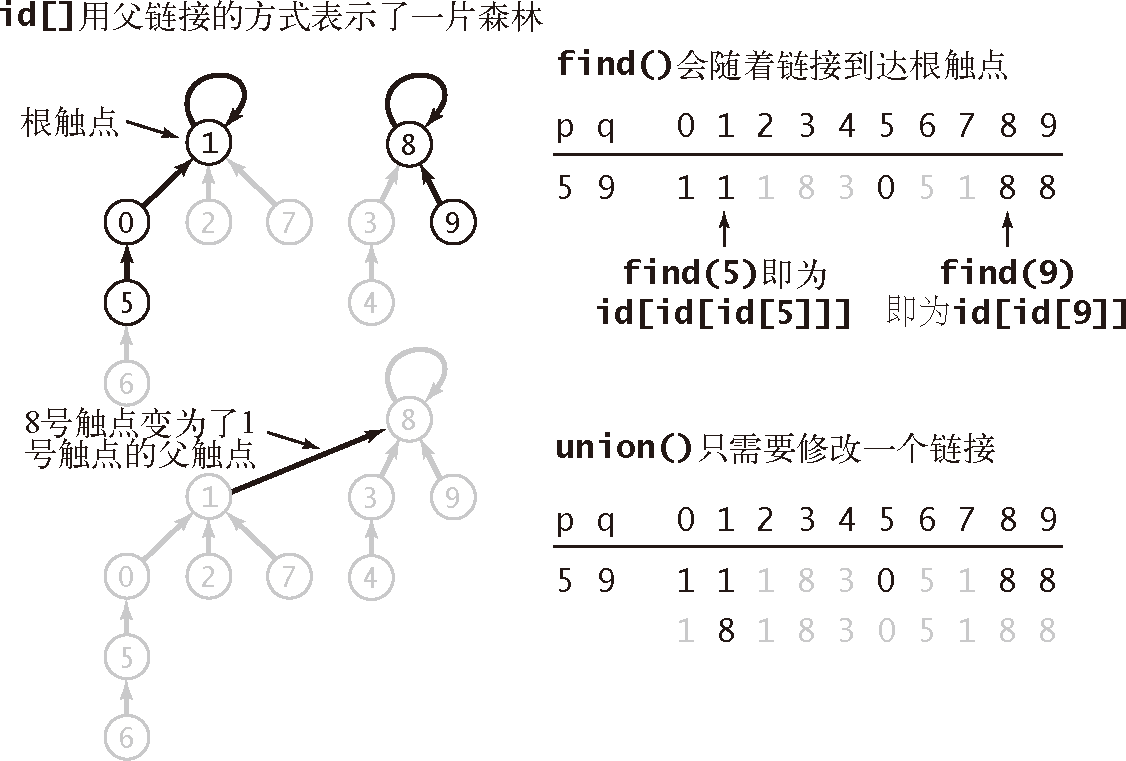 id[]用父链接的方式表示了一片森林
根触点
1
8
0
2
7
3
9
5
4
6
find()会随着链接到达根触点
p q 0 1 2 3 4 5 6 7 8 9
5 9 1 1 1 8 3 0 5 1 8 8
find(5)即为
id[id[id[5]]]
find(9)
即为id[id[9]]
8号触点变为了1
号触点的父触点
8
1
3
9
0
2
7
4
5
6
union()只需要修改一个链接
p q 0 1 2 3 4 5 6 7 8 9
5 9 1 1 1 8 3 0 5 1 8 8
1 8 1 8 3 0 5 1 8 8